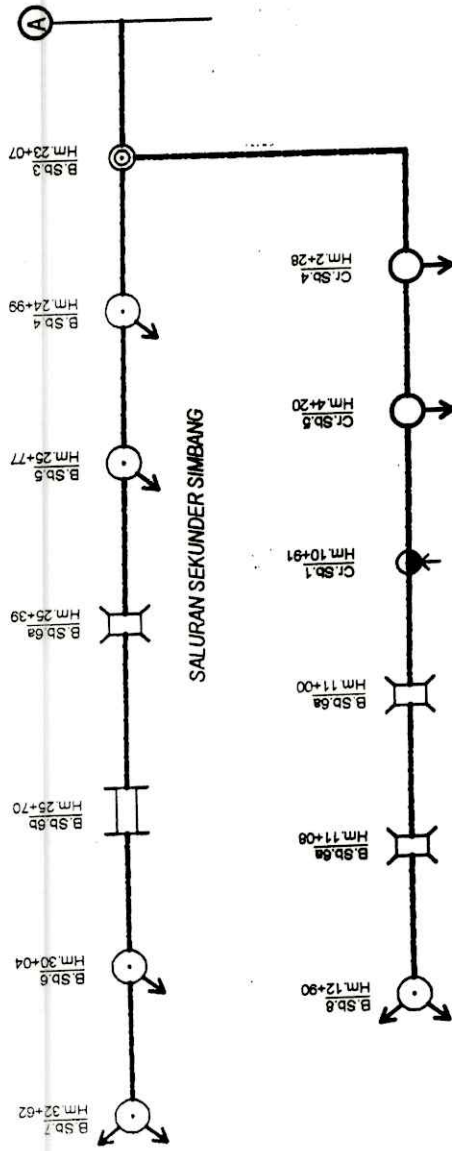 A
B.Sb.3
Hm.23+07
B.Sb.4
Hm.24+99
B.Sb.5
Hm.25+77
B.Sb.6a
Hm.25+39
B.Sb.6b
Hm.25+70
B.Sb.6
Hm.30+04
B.Sb.7
Hm.32+62
SALURAN SEKUNDER SIMBANG
Cr.Sb.4
Hm.2+28
Cr.Sb.5
Hm.4+20
Cr.Sb.1
Hm.10+91
B.Sb.6a
Hm.11+00
B.Sb.6a
Hm.11+08
B.Sb.8
Hm.12+90